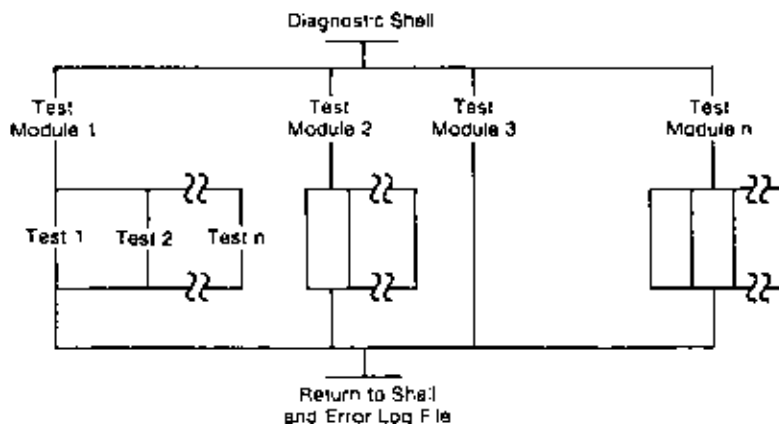 Diagnostic Shell
Test
Module 1
Test
Module 2
Test
Module 3
Test
Module n
Test 1
Test 2
Test n
Return to Shell
and Error Log File